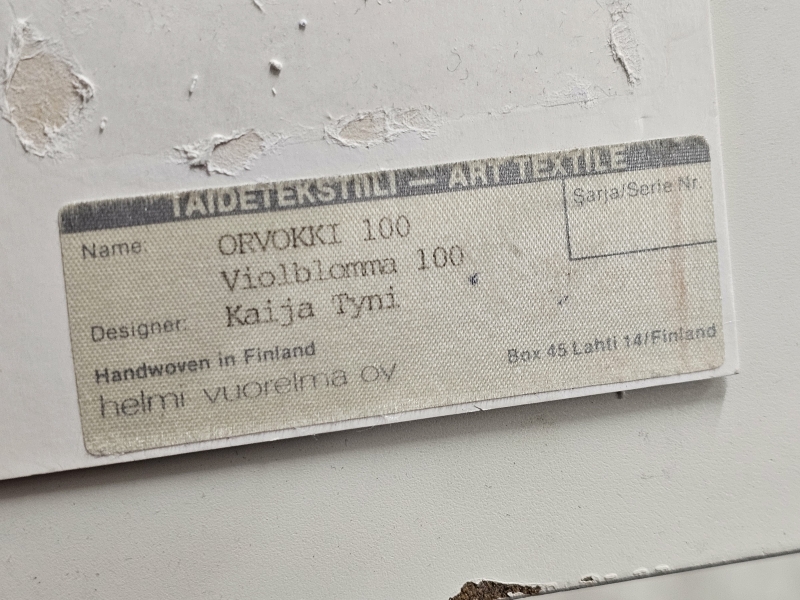 TAIDETEKSTIILI — ART TEXTILE
Sarja/Serie Nr.
Name: ORVOKKI 100
Violblomma 100
Designer: Kaija Tyni
Handwoven in Finland
helmi vuorelma oy
Box 45 Lahti 14/Finland